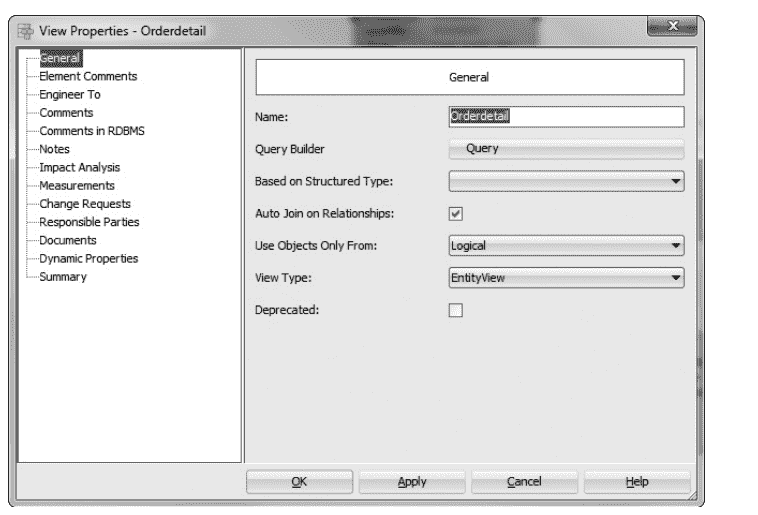 View Properties - Orderdetail
General
Element Comments
Engineer To
Comments
Comments in RDBMS
Notes
Impact Analysis
Measurements
Change Requests
Responsible Parties
Documents
Dynamic Properties
Summary
General
Name: Orderdetail
Query Builder Query
Based on Structured Type:
Auto Join on Relationships:
Use Objects Only From: Logical
View Type: EntityView
Deprecated:
OK Apply Cancel Help